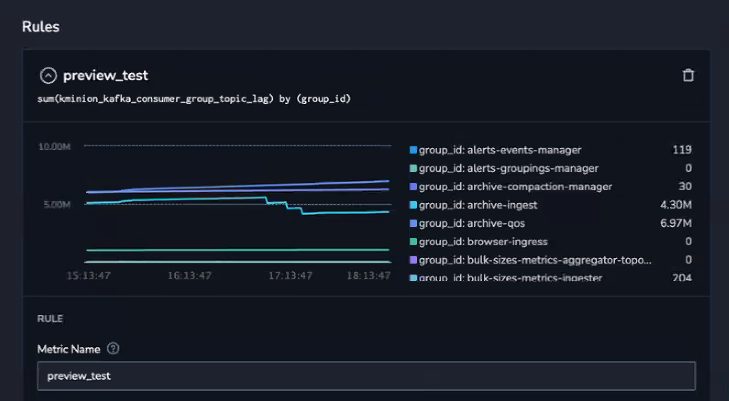 Rules
preview_test
sum(kminion_kafka_consumer_group_topic_lag) by (group_id)
10.00M
5.00M
15:13:47
16:13:47
17:13:47
18:13:47
group_id: alerts-events-manager 119
group_id: alerts-groupings-manager 0
group_id: archive-compaction-manager 30
group_id: archive-ingest 4.30M
group_id: archive-qos 6.97M
group_id: browser-ingress 0
group_id: bulk-sizes-metrics-aggregator-topo... 0
group_id: bulk-sizes-metrics-ingester 204
RULE
Metric Name ?
preview_test